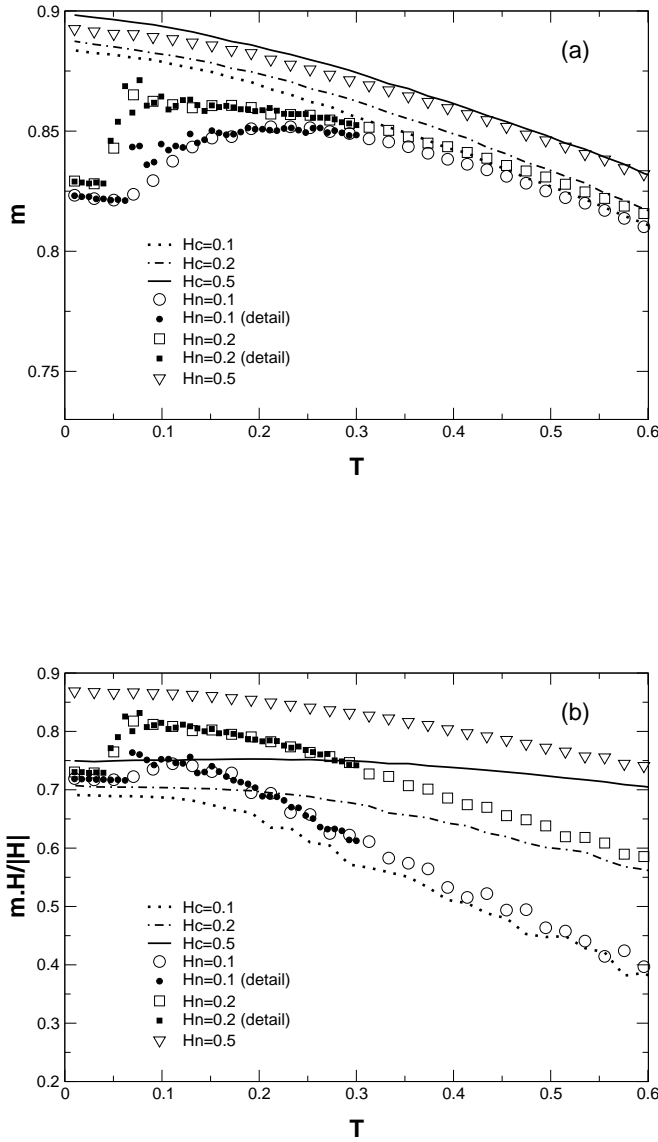 0.9
(a)
0.85
m
0.8
Hc=0.1
Hc=0.2
Hc=0.5
Hn=0.1
Hn=0.1 (detail)
Hn=0.2
Hn=0.2 (detail)
Hn=0.5
0.75
0 0.1 0.2 0.3 0.4 0.5 0.6
T
0.9
(b)
0.8
0.7
0.6
m.H/|H|
0.5
Hc=0.1
Hc=0.2
Hc=0.5
Hn=0.1
Hn=0.1 (detail)
Hn=0.2
Hn=0.2 (detail)
Hn=0.5
0.4
0.3
0.2
0 0.1 0.2 0.3 0.4 0.5 0.6
T